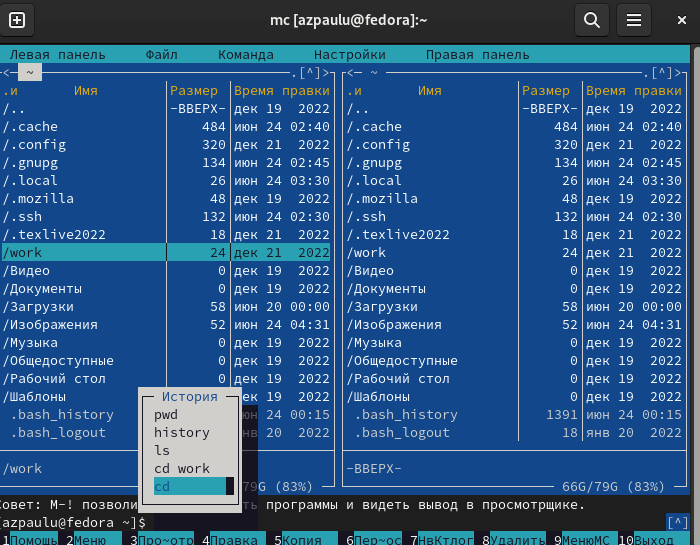 mc [azpaulu@fedora]:~
Левая панель Файл Команда Настройки Правая панель
<— ~ .[^]> <— ~ .[^]>
.и Имя Размер Время правки .и Имя Размер Время правки
/.. -ВВЕРХ- дек 19 2022 /.. -ВВЕРХ- дек 19 2022
/.cache 484 июн 24 02:40 /.cache 484 июн 24 02:40
/.config 320 дек 21 2022 /.config 320 дек 21 2022
/.gnupg 134 июн 24 02:45 /.gnupg 134 июн 24 02:45
/.local 26 июн 24 03:30 /.local 26 июн 24 03:30
/.mozilla 48 дек 19 2022 /.mozilla 48 дек 19 2022
/.ssh 132 июн 24 02:30 /.ssh 132 июн 24 02:30
/.texlive2022 18 дек 21 2022 /.texlive2022 18 дек 21 2022
/work 24 дек 21 2022 /work 24 дек 21 2022
/Видео 0 дек 19 2022 /Видео 0 дек 19 2022
/Документы 0 дек 19 2022 /Документы 0 дек 19 2022
/Загрузки 58 июн 20 00:00 /Загрузки 58 июн 20 00:00
/Изображения 52 июн 24 04:31 /Изображения 52 июн 24 04:31
/Музыка 0 дек 19 2022 /Музыка 0 дек 19 2022
/Общедоступные 0 дек 19 2022 /Общедоступные 0 дек 19 2022
/Рабочий стол 0 дек 19 2022 /Рабочий стол 0 дек 19 2022
/Шаблоны 0 дек 19 2022 /Шаблоны 0 дек 19 2022
История
.bash_history pwd юн 24 00:15 .bash_history 1391 июн 24 00:15
.bash_logout history нв 20 2022 .bash_logout 18 янв 20 2022
ls
/work cd work -ВВЕРХ-
cd 79G (83%) 66G/79G (83%)
Совет: M-! позволи ть программы и видеть вывод в просмотрщике.
[azpaulu@fedora ~]$ [^]
1Помощь 2Меню 3Про~отр 4Правка 5Копия 6Пер~ос 7НвКтлог 8Удалить 9МенюMC 10Выход